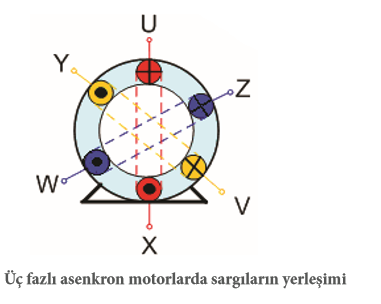 U
Y
Z
W
V
X
Üç fazlı asenkron motorlarda sargıların yerleşimi